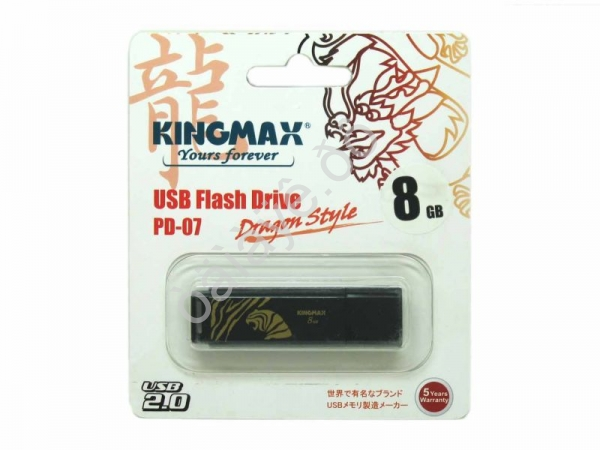 龍
KINGMAX®
Yours forever
USB Flash Drive
PD-07
Dragon Style
8 GB
KINGMAX
8GB
USB
2.0
世界で有名なブランド
USBメモリ製造メーカー
5 Years
Warranty